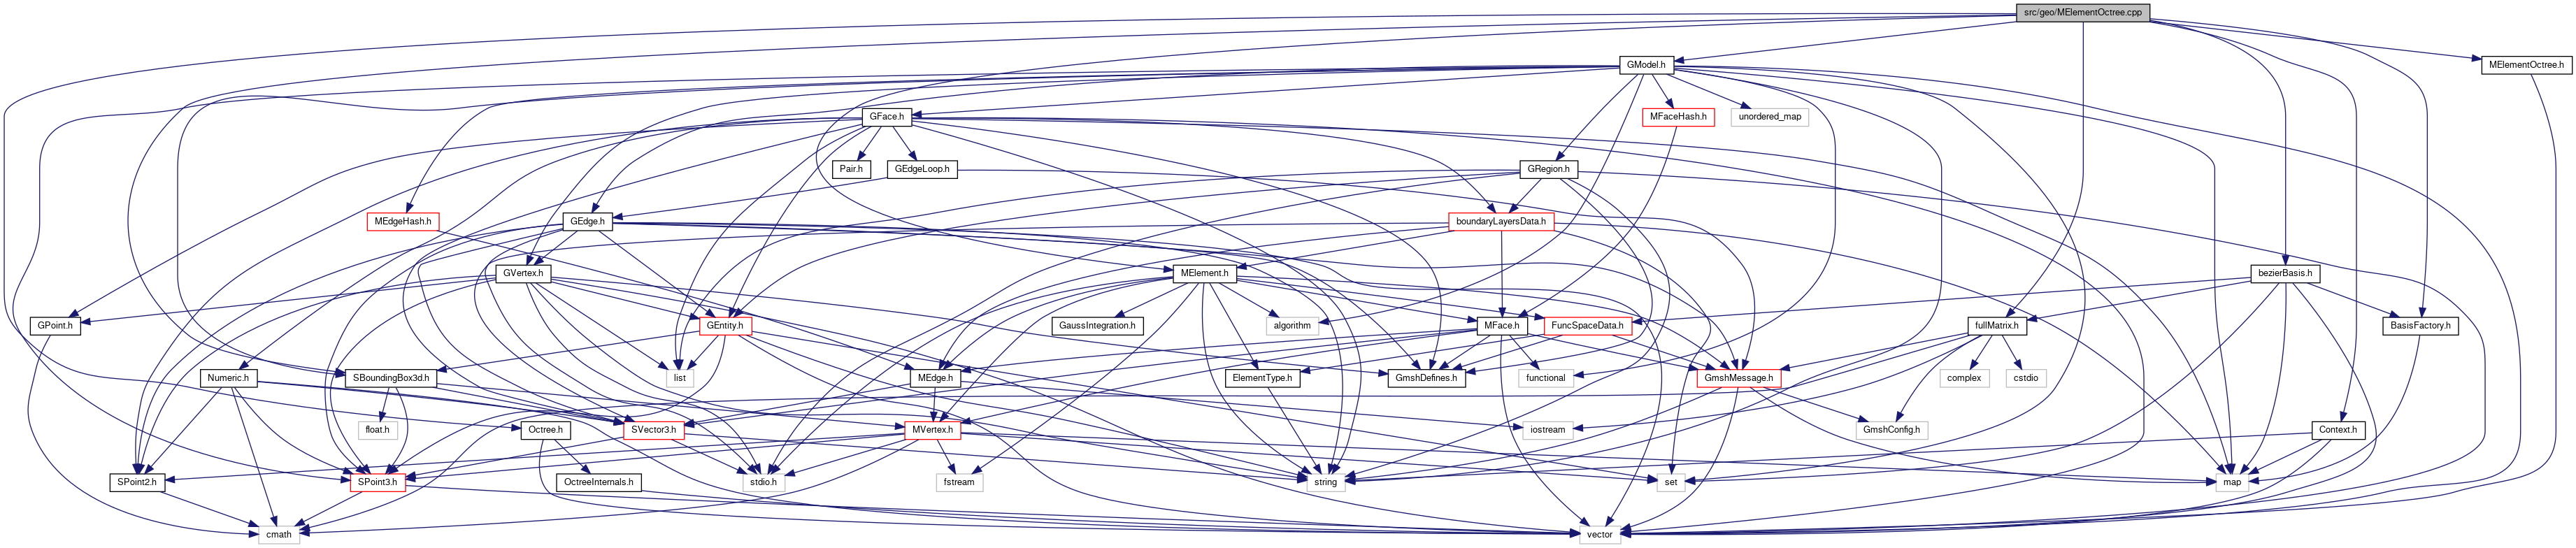 src/geo/MElementOctree.cpp
GModel.h
MElementOctree.h
GFace.h
MFaceHash.h
unordered_map
Pair.h
GEdgeLoop.h
GRegion.h
MEdgeHash.h
GEdge.h
boundaryLayersData.h
GVertex.h
MElement.h
bezierBasis.h
GPoint.h
GEntity.h
GaussIntegration.h
algorithm
MFace.h
FuncSpaceData.h
fullMatrix.h
BasisFactory.h
Numeric.h
SBoundingBox3d.h
list
MEdge.h
ElementType.h
GmshDefines.h
functional
GmshMessage.h
complex
cstdio
float.h
Octree.h
SVector3.h
MVertex.h
iostream
GmshConfig.h
Context.h
SPoint2.h
SPoint3.h
OctreeInternals.h
stdio.h
fstream
string
set
map
cmath
vector